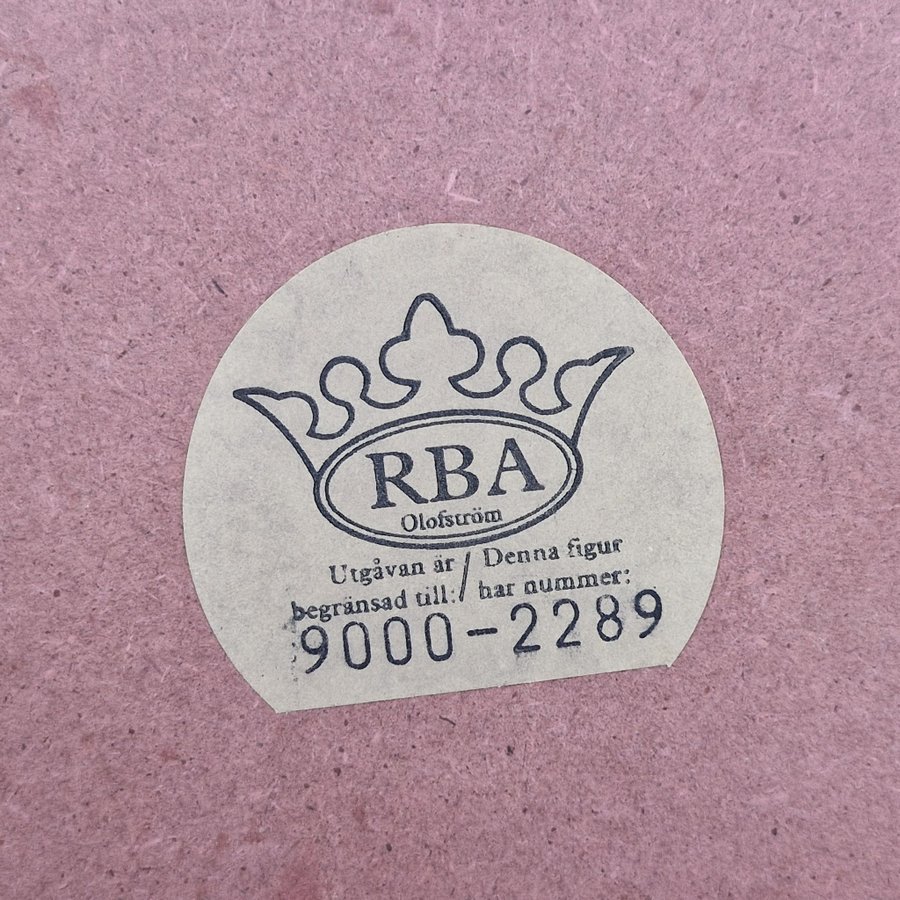 RBA
Olofström
Utgåvan är / Denna figur
begränsad till: / har nummer:
9000-2289